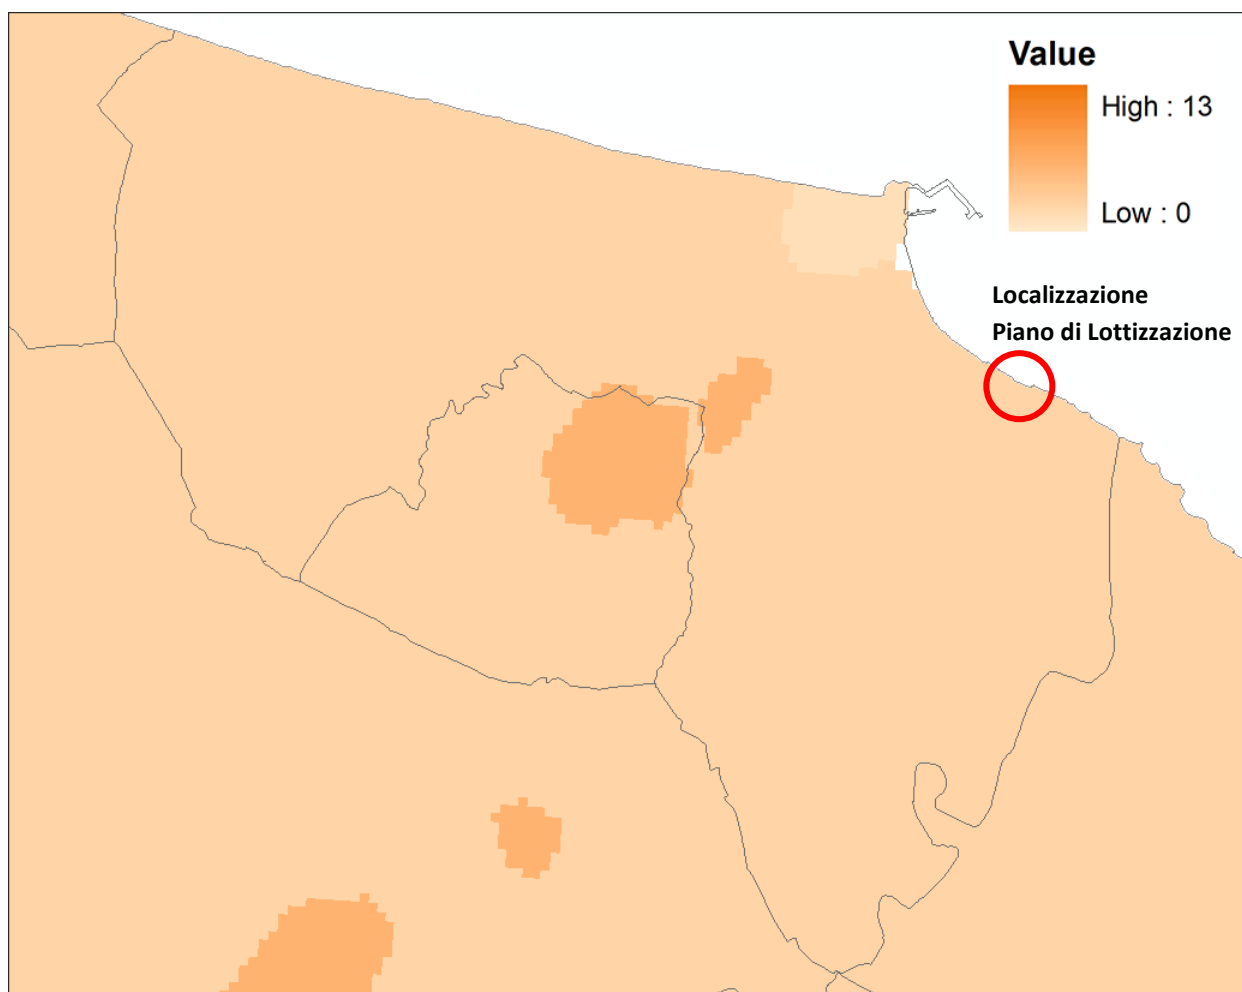 Value
High : 13
Low : 0
Localizzazione
Piano di Lottizzazione